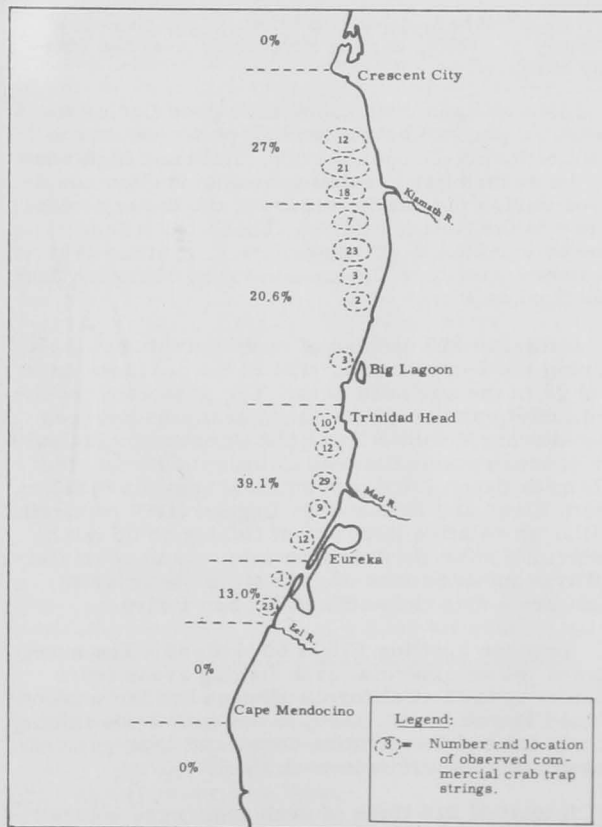 0%
Crescent City
12
27%
21
18
Klamath R.
7
23
3
20.6%
2
3
Big Lagoon
Trinidad Head
10
12
39.1%
29
Mad R.
9
12
Eureka
1
13.0%
23
Eel R.
0%
Cape Mendocino
0%
Legend:
3 = Number and location
of observed com-
mercial crab trap
strings.